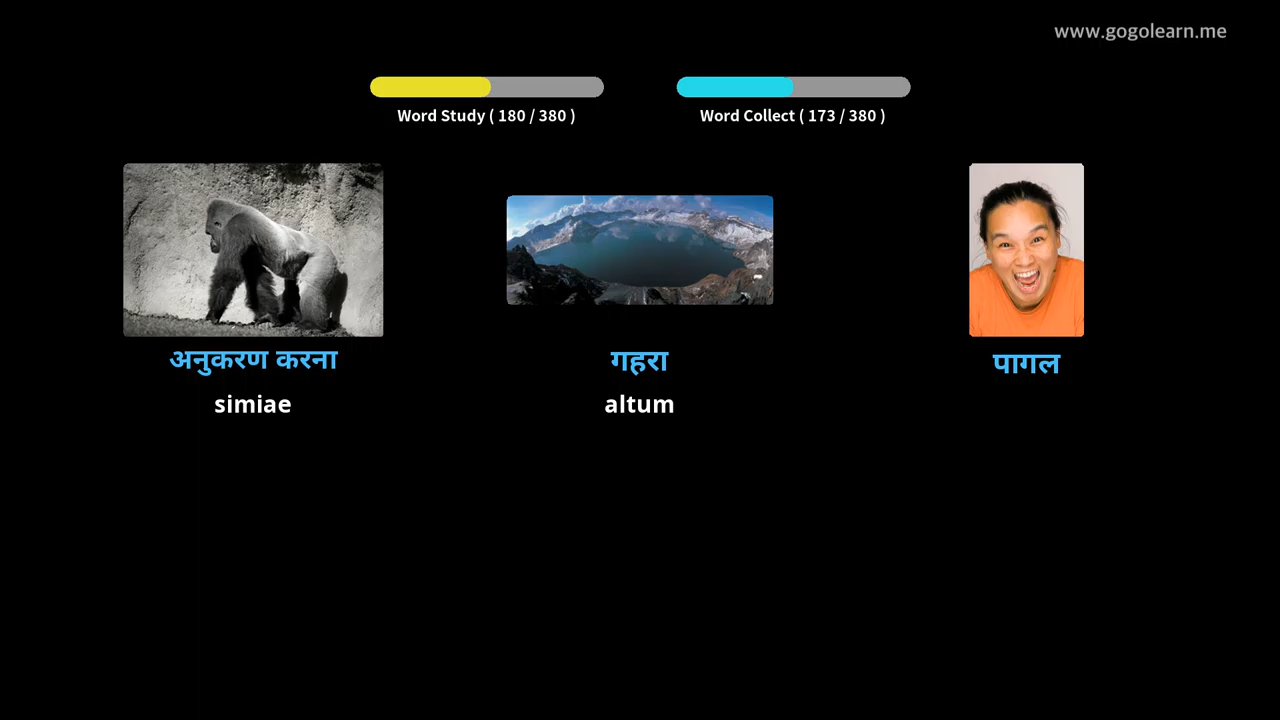 www.gogolearn.me
Word Study ( 180 / 380 )
Word Collect ( 173 / 380 )
अनुकरण करना
गहरा
पागल
simiae
altum